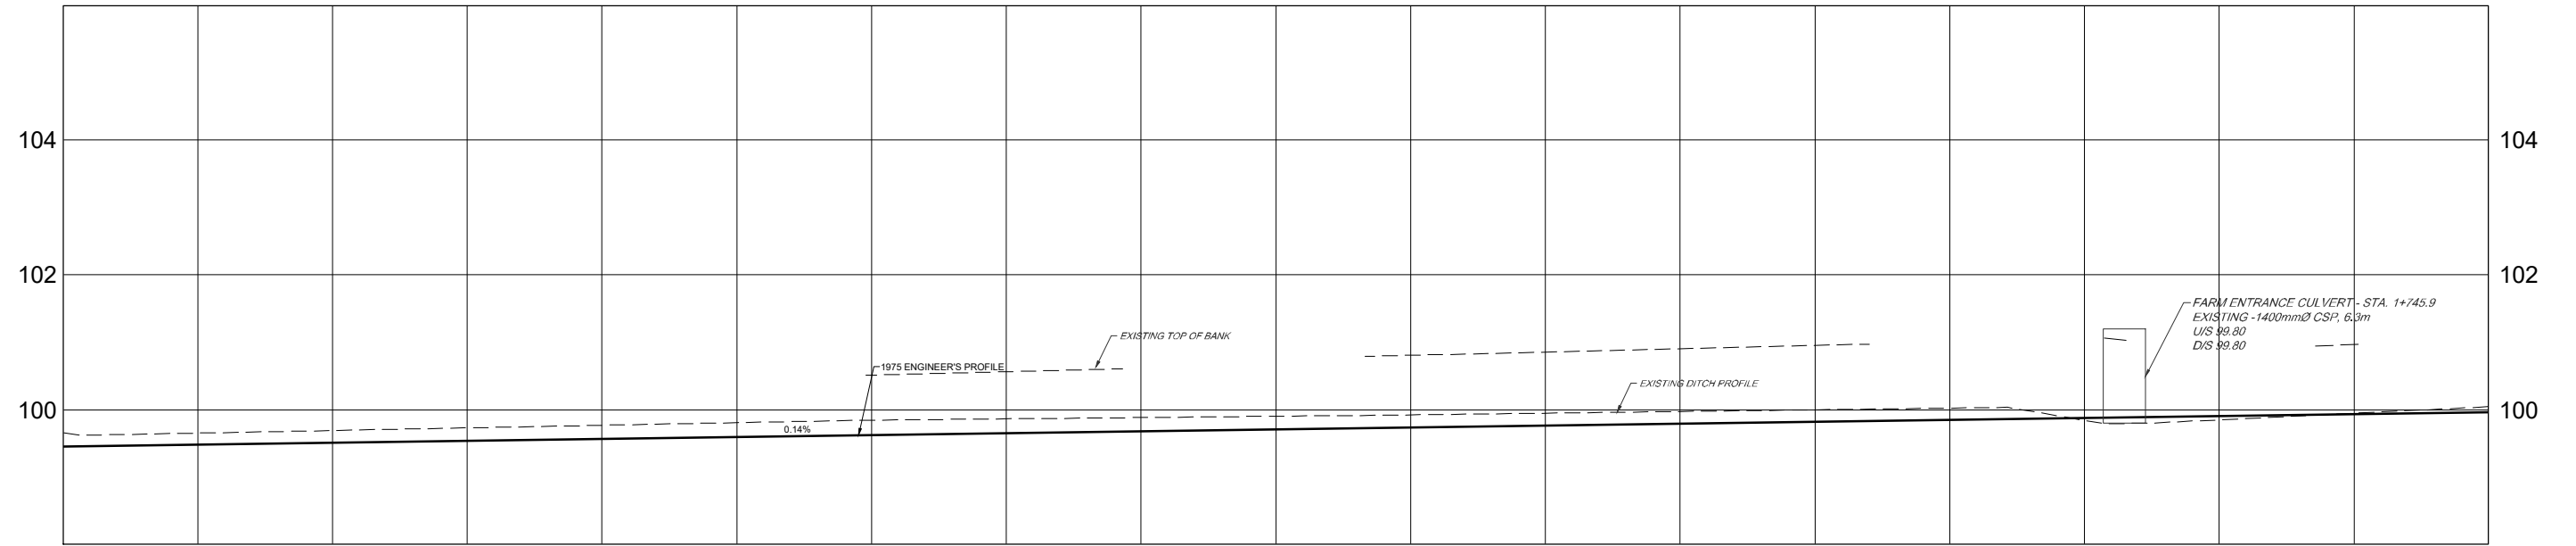 104
104
102
102
FARM ENTRANCE CULVERT - STA. 1+745.9
EXISTING -1400mmØ CSP, 6.3m
U/S 99.80
D/S 99.80
EXISTING TOP OF BANK
1975 ENGINEER'S PROFILE
EXISTING DITCH PROFILE
100
100
0.14%